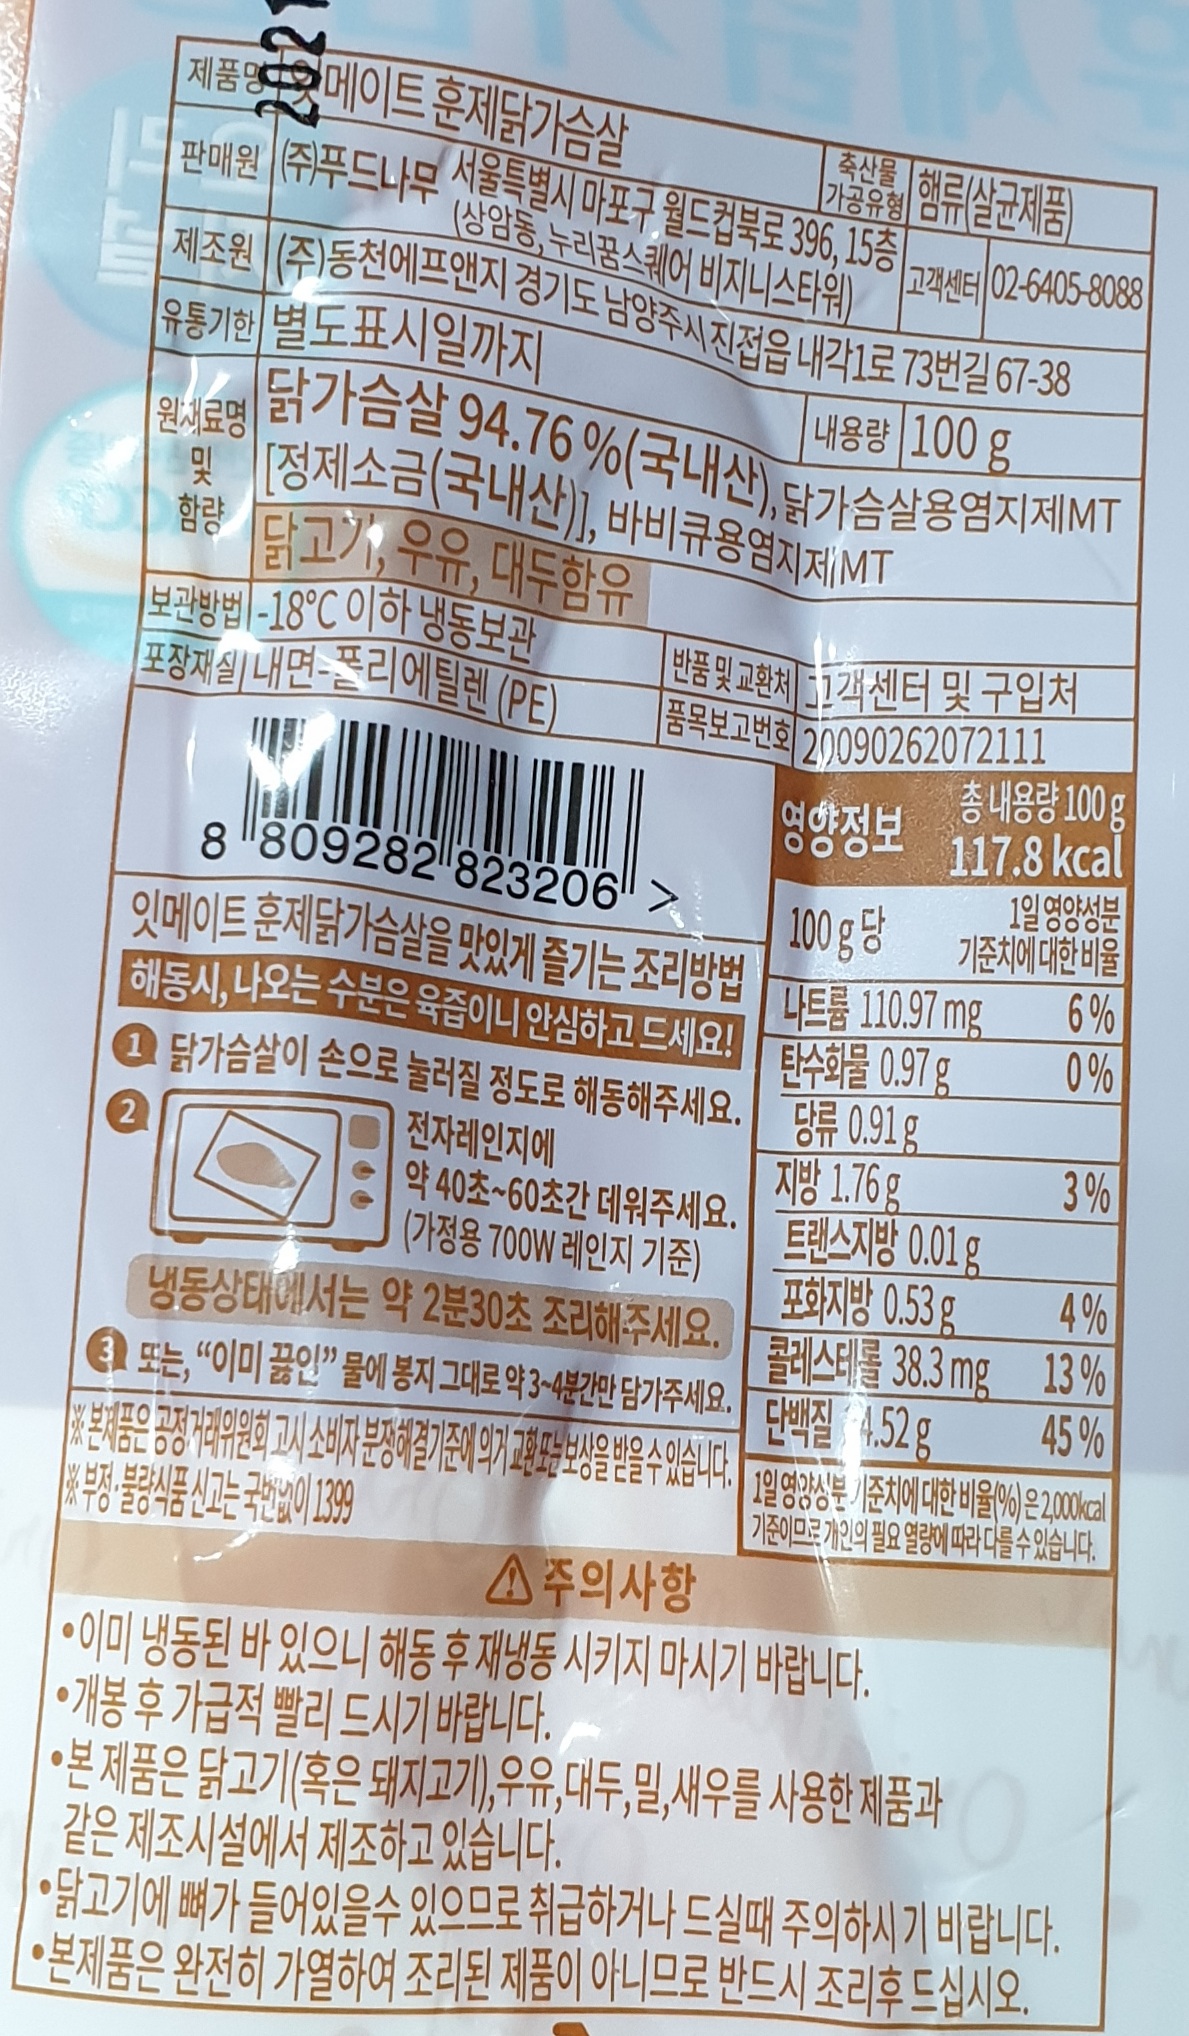 2021
제품명 잇메이트 훈제닭가슴살
축산물 가공유형 햄류(살균제품)
판매원 (주)푸드나무 서울특별시 마포구 월드컵북로 396, 15층
(상암동, 누리꿈스퀘어 비지니스타워)
고객센터 02-6405-8088
제조원 (주)동천에프앤지 경기도 남양주시 진접읍 내각1로 73번길 67-38
유통기한 별도표시일까지
내용량 100 g
원재료명 및 함량 닭가슴살 94.76 %(국내산), 닭가슴살용염지제MT
[정제소금(국내산)], 바비큐용염지제MT
닭고기, 우유, 대두함유
보관방법 -18℃ 이하 냉동보관
반품 및 교환처 고객센터 및 구입처
포장재질 내면-폴리에틸렌 (PE)
품목보고번호 20090262072111
8 809282 823206 >
영양정보 총 내용량 100 g
117.8 kcal
100 g 당 1일 영양성분
기준치에 대한 비율
나트륨 110.97 mg 6 %
탄수화물 0.97 g 0 %
당류 0.91 g
지방 1.76 g 3 %
트랜스지방 0.01 g
포화지방 0.53 g 4 %
콜레스테롤 38.3 mg 13 %
단백질 4.52 g 45 %
1일 영양성분 기준치에 대한 비율(%)은 2,000kcal
기준이므로 개인의 필요 열량에 따라 다를 수 있습니다.
잇메이트 훈제닭가슴살을 맛있게 즐기는 조리방법
해동시, 나오는 수분은 육즙이니 안심하고 드세요!
1 닭가슴살이 손으로 눌러질 정도로 해동해주세요.
2 전자레인지에
약 40초~60초간 데워주세요.
(가정용 700W 레인지 기준)
냉동상태에서는 약 2분30초 조리해주세요.
3 또는, “이미 끓인” 물에 봉지 그대로 약 3~4분간만 담가주세요.
※본제품은 공정거래위원회 고시 소비자 분쟁해결기준에 의거 교환 또는 보상을 받을 수 있습니다.
※부정·불량식품 신고는 국번없이 1399
⚠ 주의사항
•이미 냉동된 바 있으니 해동 후 재냉동 시키지 마시기 바랍니다.
•개봉 후 가급적 빨리 드시기 바랍니다.
•본 제품은 닭고기(혹은 돼지고기), 우유, 대두, 밀, 새우를 사용한 제품과
같은 제조시설에서 제조하고 있습니다.
•닭고기에 뼈가 들어있을수 있으므로 취급하거나 드실때 주의하시기 바랍니다.
•본제품은 완전히 가열하여 조리된 제품이 아니므로 반드시 조리후 드십시오.